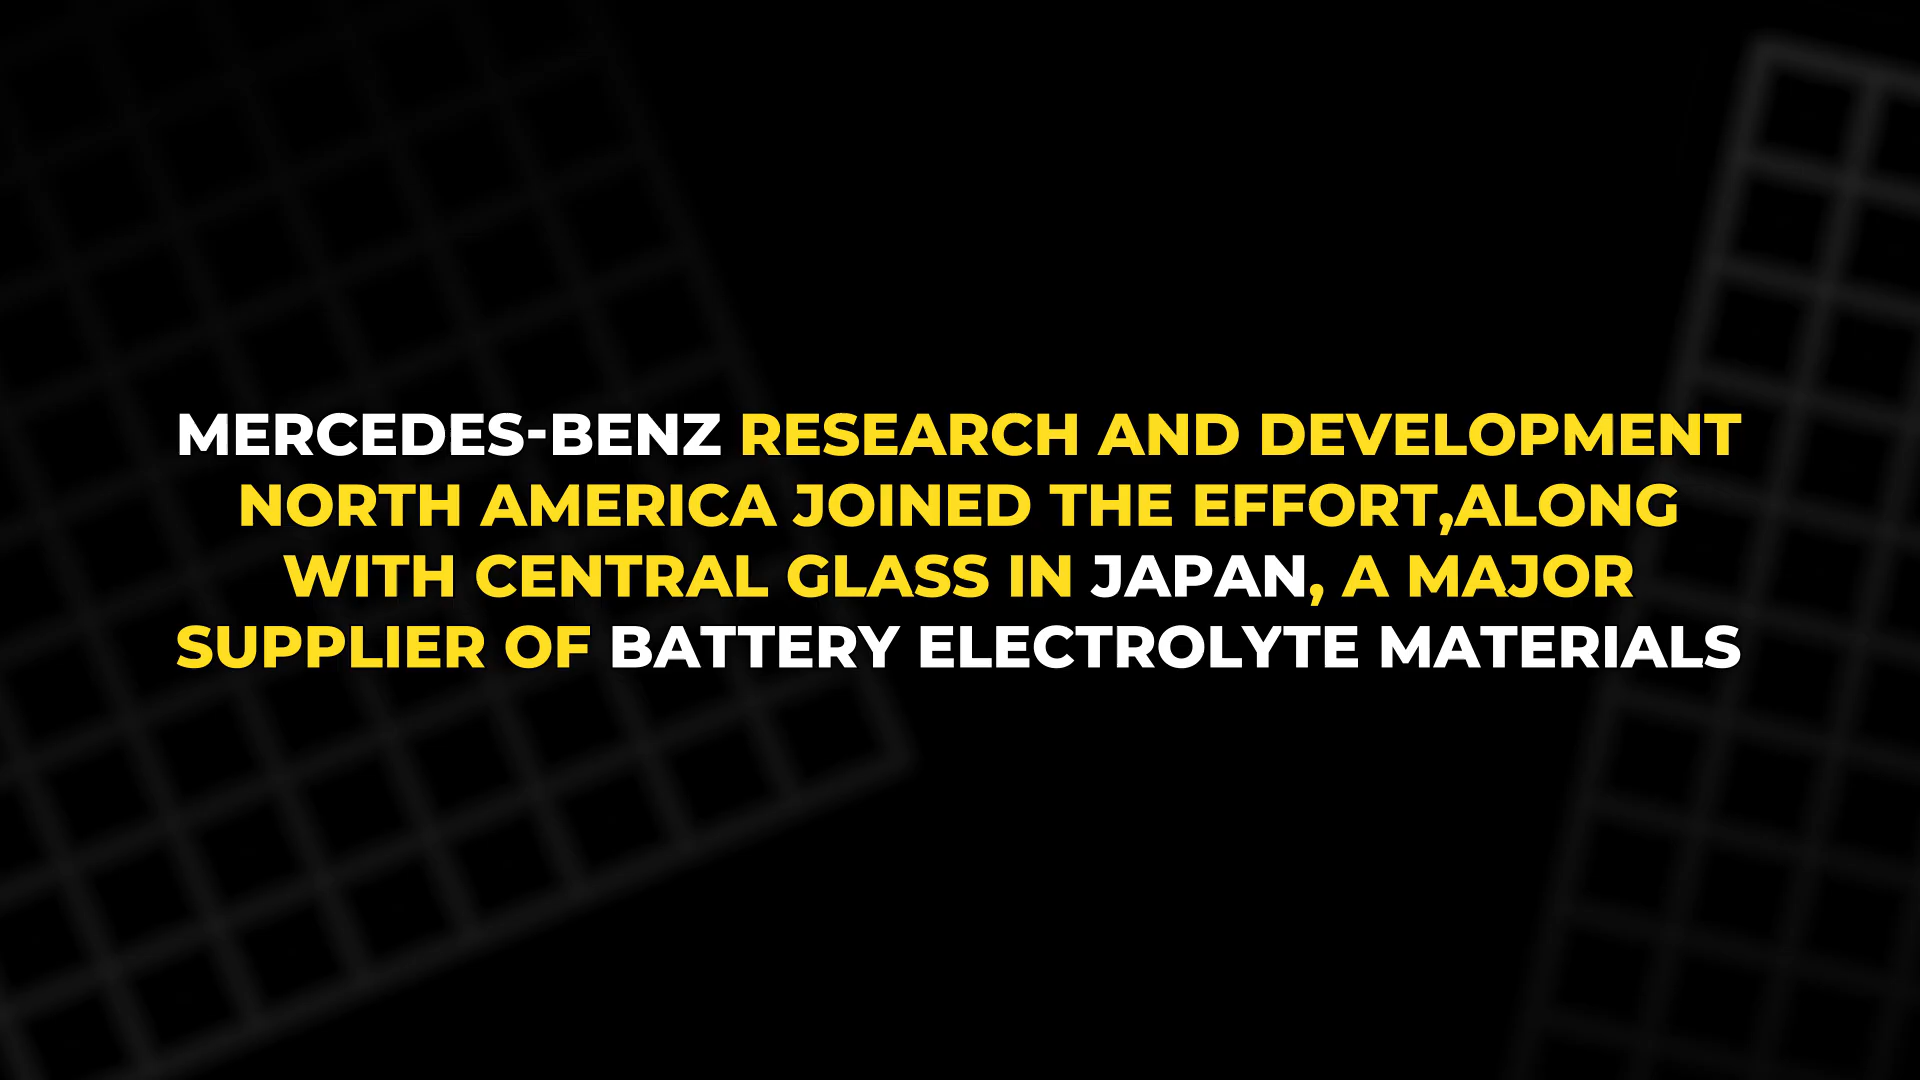 MERCEDES-BENZ RESEARCH AND DEVELOPMENT
NORTH AMERICA JOINED THE EFFORT,ALONG
WITH CENTRAL GLASS IN JAPAN, A MAJOR
SUPPLIER OF BATTERY ELECTROLYTE MATERIALS